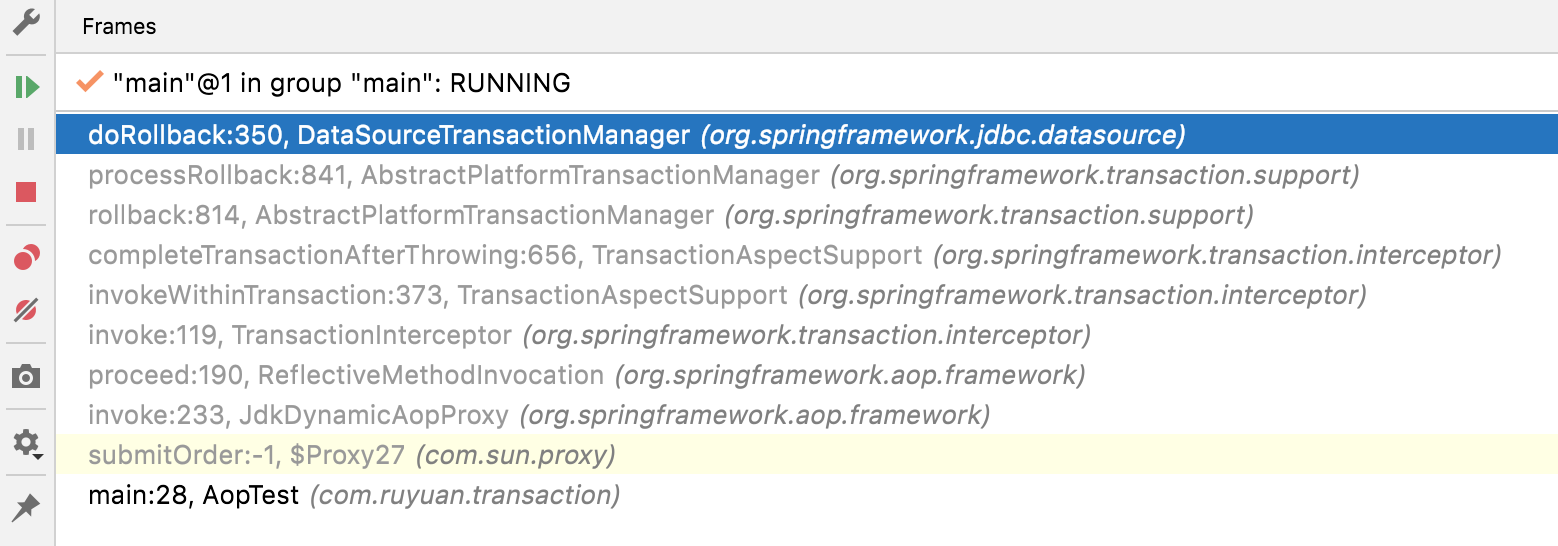 Frames
"main"@1 in group "main": RUNNING
doRollback:350, DataSourceTransactionManager (org.springframework.jdbc.datasource)
processRollback:841, AbstractPlatformTransactionManager (org.springframework.transaction.support)
rollback:814, AbstractPlatformTransactionManager (org.springframework.transaction.support)
completeTransactionAfterThrowing:656, TransactionAspectSupport (org.springframework.transaction.interceptor)
invokeWithinTransaction:373, TransactionAspectSupport (org.springframework.transaction.interceptor)
invoke:119, TransactionInterceptor (org.springframework.transaction.interceptor)
proceed:190, ReflectiveMethodInvocation (org.springframework.aop.framework)
invoke:233, JdkDynamicAopProxy (org.springframework.aop.framework)
submitOrder:-1, $Proxy27 (com.sun.proxy)
main:28, AopTest (com.ruyuan.transaction)